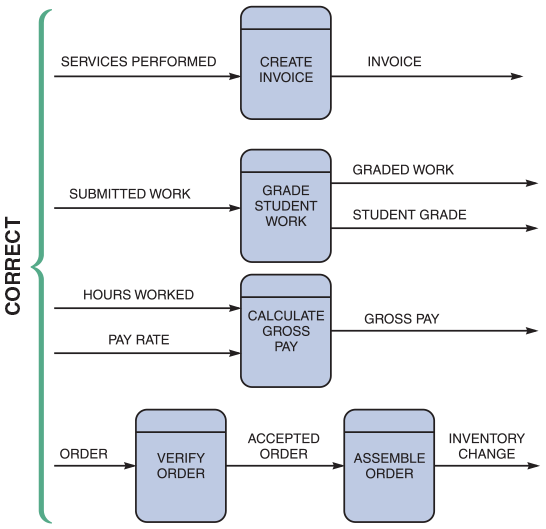 CORRECT
SERVICES PERFORMED
CREATE
INVOICE
INVOICE
SUBMITTED WORK
GRADE
STUDENT
WORK
GRADED WORK
STUDENT GRADE
HOURS WORKED
PAY RATE
CALCULATE
GROSS
PAY
GROSS PAY
ORDER
VERIFY
ORDER
ACCEPTED
ORDER
ASSEMBLE
ORDER
INVENTORY
CHANGE